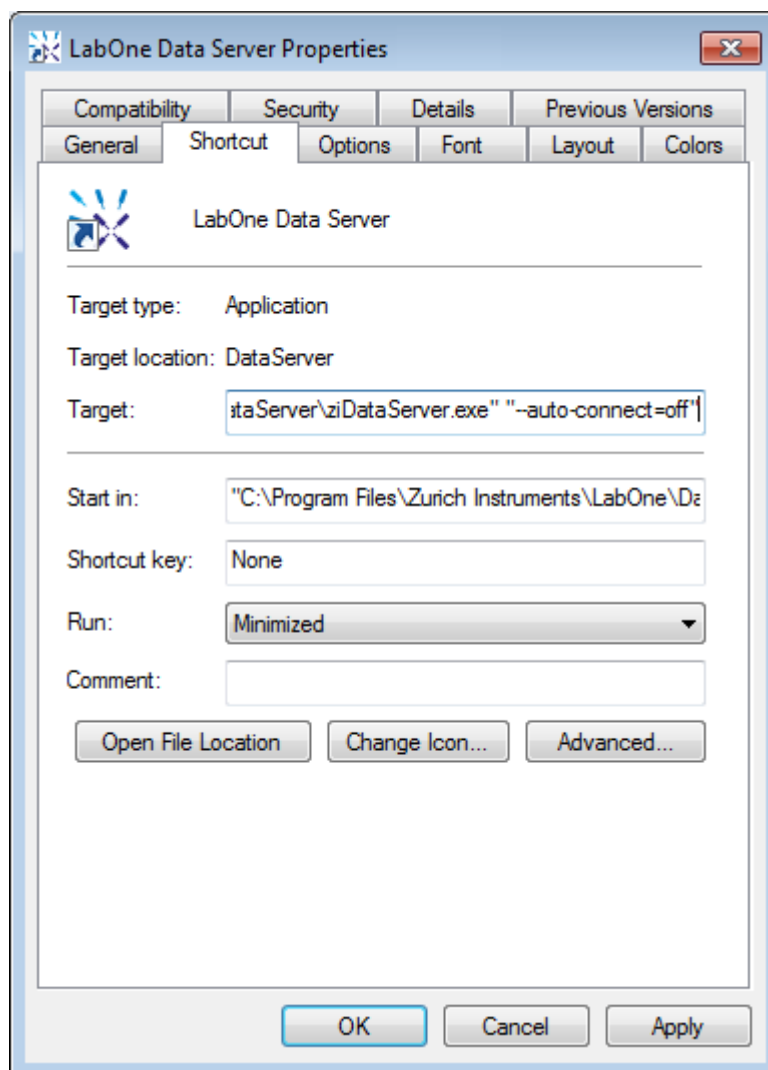 LabOne Data Server Properties
Compatibility Security Details Previous Versions
General Shortcut Options Font Layout Colors
LabOne Data Server
Target type: Application
Target location: DataServer
Target: ataServer\ziDataServer.exe" "--auto-connect=off"
Start in: "C:\Program Files\Zurich Instruments\LabOne\Da
Shortcut key: None
Run: Minimized
Comment:
Open File Location Change Icon... Advanced...
OK Cancel Apply